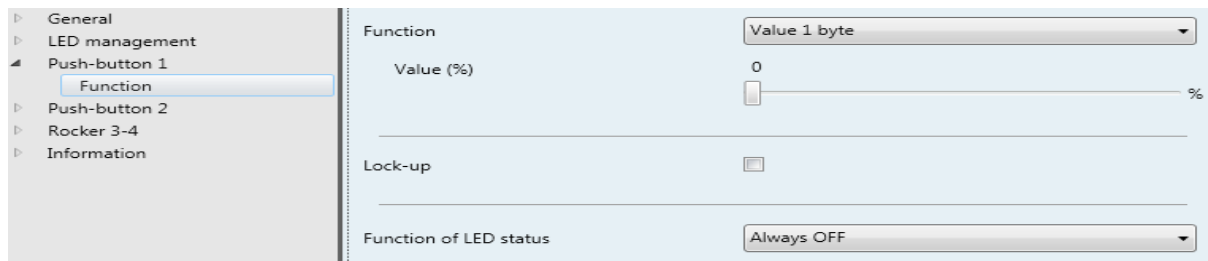 General
LED management
Push-button 1
Function
Push-button 2
Rocker 3-4
Information
Function
Value 1 byte
Value (%)
0
%
Lock-up
Function of LED status
Always OFF